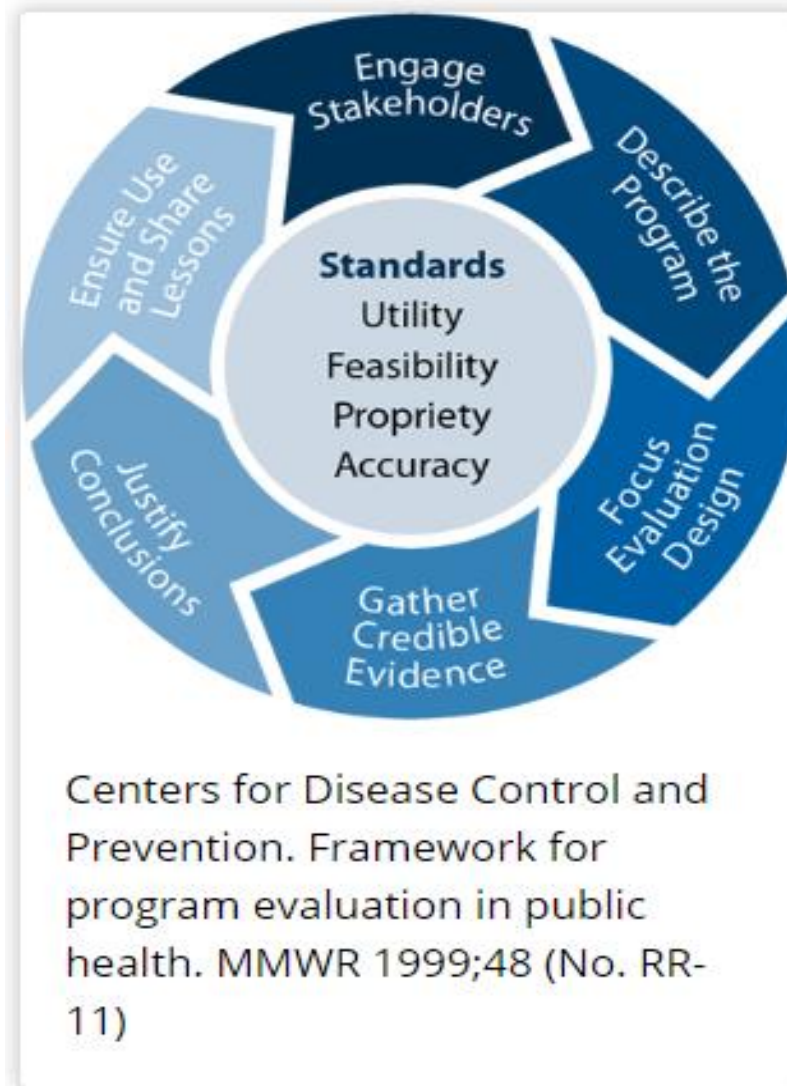 Engage
Stakeholders
Describe the
Program
Focus
Evaluation
Design
Gather
Credible
Evidence
Justify
Conclusions
Ensure Use
and Share
Lessons
Standards
Utility
Feasibility
Propriety
Accuracy
Centers for Disease Control and
Prevention. Framework for
program evaluation in public
health. MMWR 1999;48 (No. RR-
11)